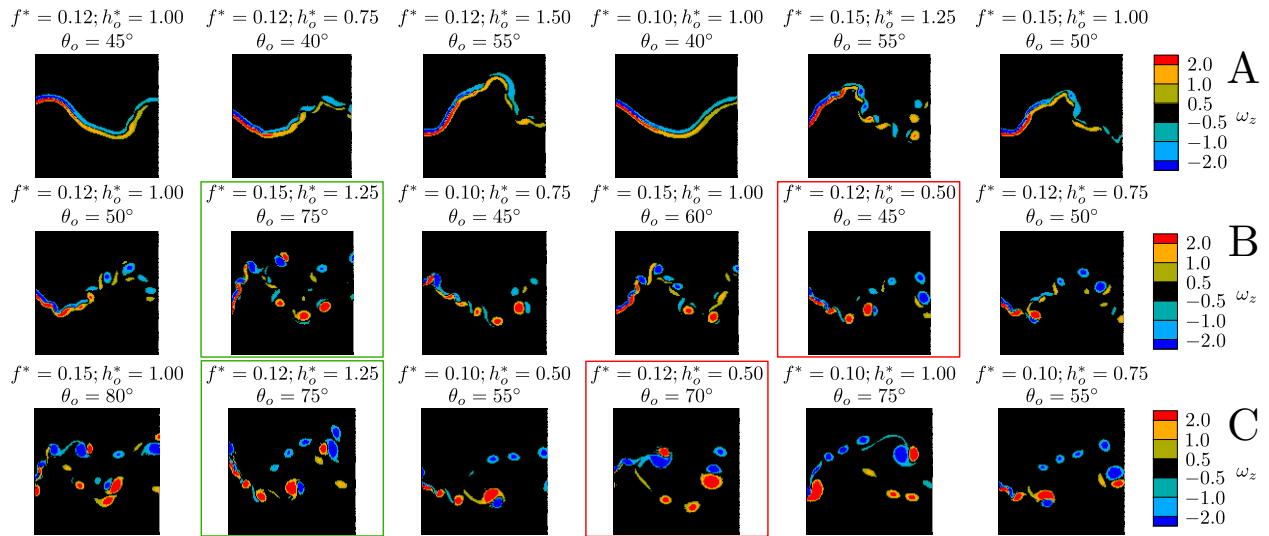 f* = 0.12; h*ₒ = 1.00 f* = 0.12; h*ₒ = 0.75 f* = 0.12; h*ₒ = 1.50 f* = 0.10; h*ₒ = 1.00 f* = 0.15; h*ₒ = 1.25 f* = 0.15; h*ₒ = 1.00
θₒ = 45° θₒ = 40° θₒ = 55° θₒ = 40° θₒ = 55° θₒ = 50°
A
2.0
1.0
0.5
−0.5 ω_z
−1.0
−2.0
f* = 0.12; h*ₒ = 1.00 f* = 0.15; h*ₒ = 1.25 f* = 0.10; h*ₒ = 0.75 f* = 0.15; h*ₒ = 1.00 f* = 0.12; h*ₒ = 0.50 f* = 0.12; h*ₒ = 0.75
θₒ = 50° θₒ = 75° θₒ = 45° θₒ = 60° θₒ = 45° θₒ = 50°
B
2.0
1.0
0.5
−0.5 ω_z
−1.0
−2.0
f* = 0.15; h*ₒ = 1.00 f* = 0.12; h*ₒ = 1.25 f* = 0.10; h*ₒ = 0.50 f* = 0.12; h*ₒ = 0.50 f* = 0.10; h*ₒ = 1.00 f* = 0.10; h*ₒ = 0.75
θₒ = 80° θₒ = 75° θₒ = 55° θₒ = 70° θₒ = 75° θₒ = 55°
C
2.0
1.0
0.5
−0.5 ω_z
−1.0
−2.0